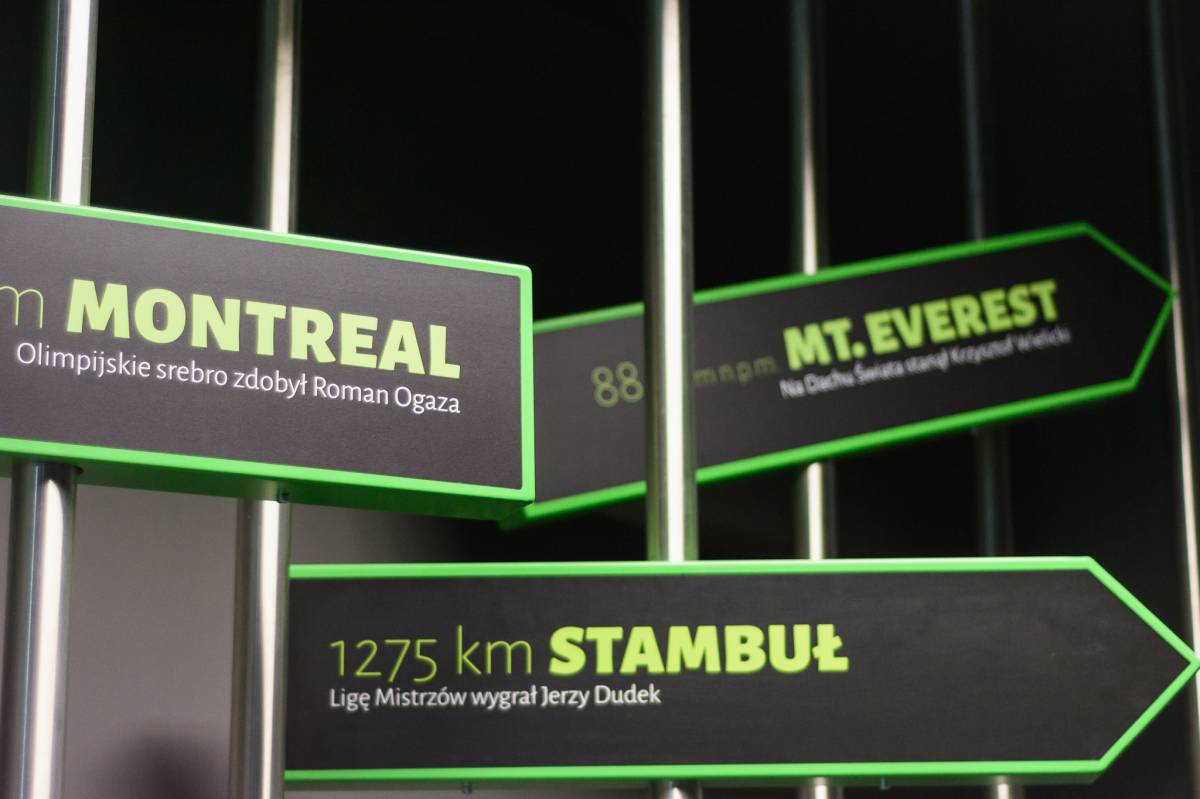 m MONTREAL
Olimpijskie srebro zdobył Roman Ogaza
88 m n.p.m. MT. EVEREST
Na Dachu Świata stanął Krzysztof Wielicki
1275 km STAMBUŁ
Ligę Mistrzów wygrał Jerzy Dudek